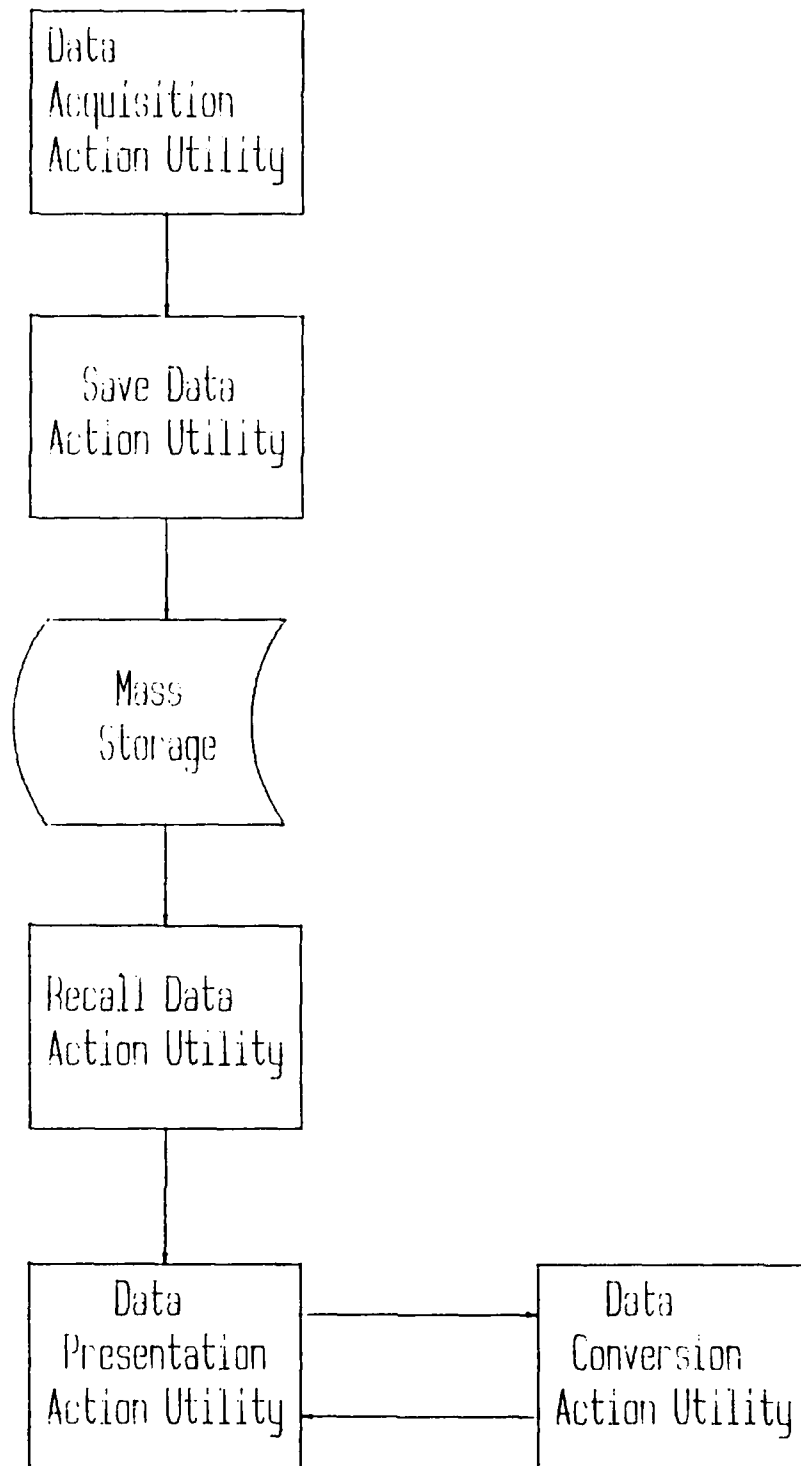 Data
Acquisition
Action Utility
Save Data
Action Utility
Mass
Storage
Recall Data
Action Utility
Data
Presentation
Action Utility
Data
Conversion
Action Utility